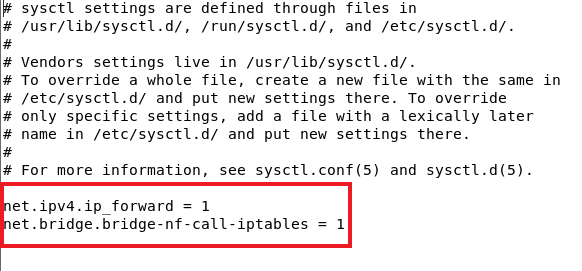 # sysctl settings are defined through files in
# /usr/lib/sysctl.d/, /run/sysctl.d/, and /etc/sysctl.d/.
#
# Vendors settings live in /usr/lib/sysctl.d/.
# To override a whole file, create a new file with the same in
# /etc/sysctl.d/ and put new settings there. To override
# only specific settings, add a file with a lexically later
# name in /etc/sysctl.d/ and put new settings there.
#
# For more information, see sysctl.conf(5) and sysctl.d(5).
net.ipv4.ip_forward = 1
net.bridge.bridge-nf-call-iptables = 1